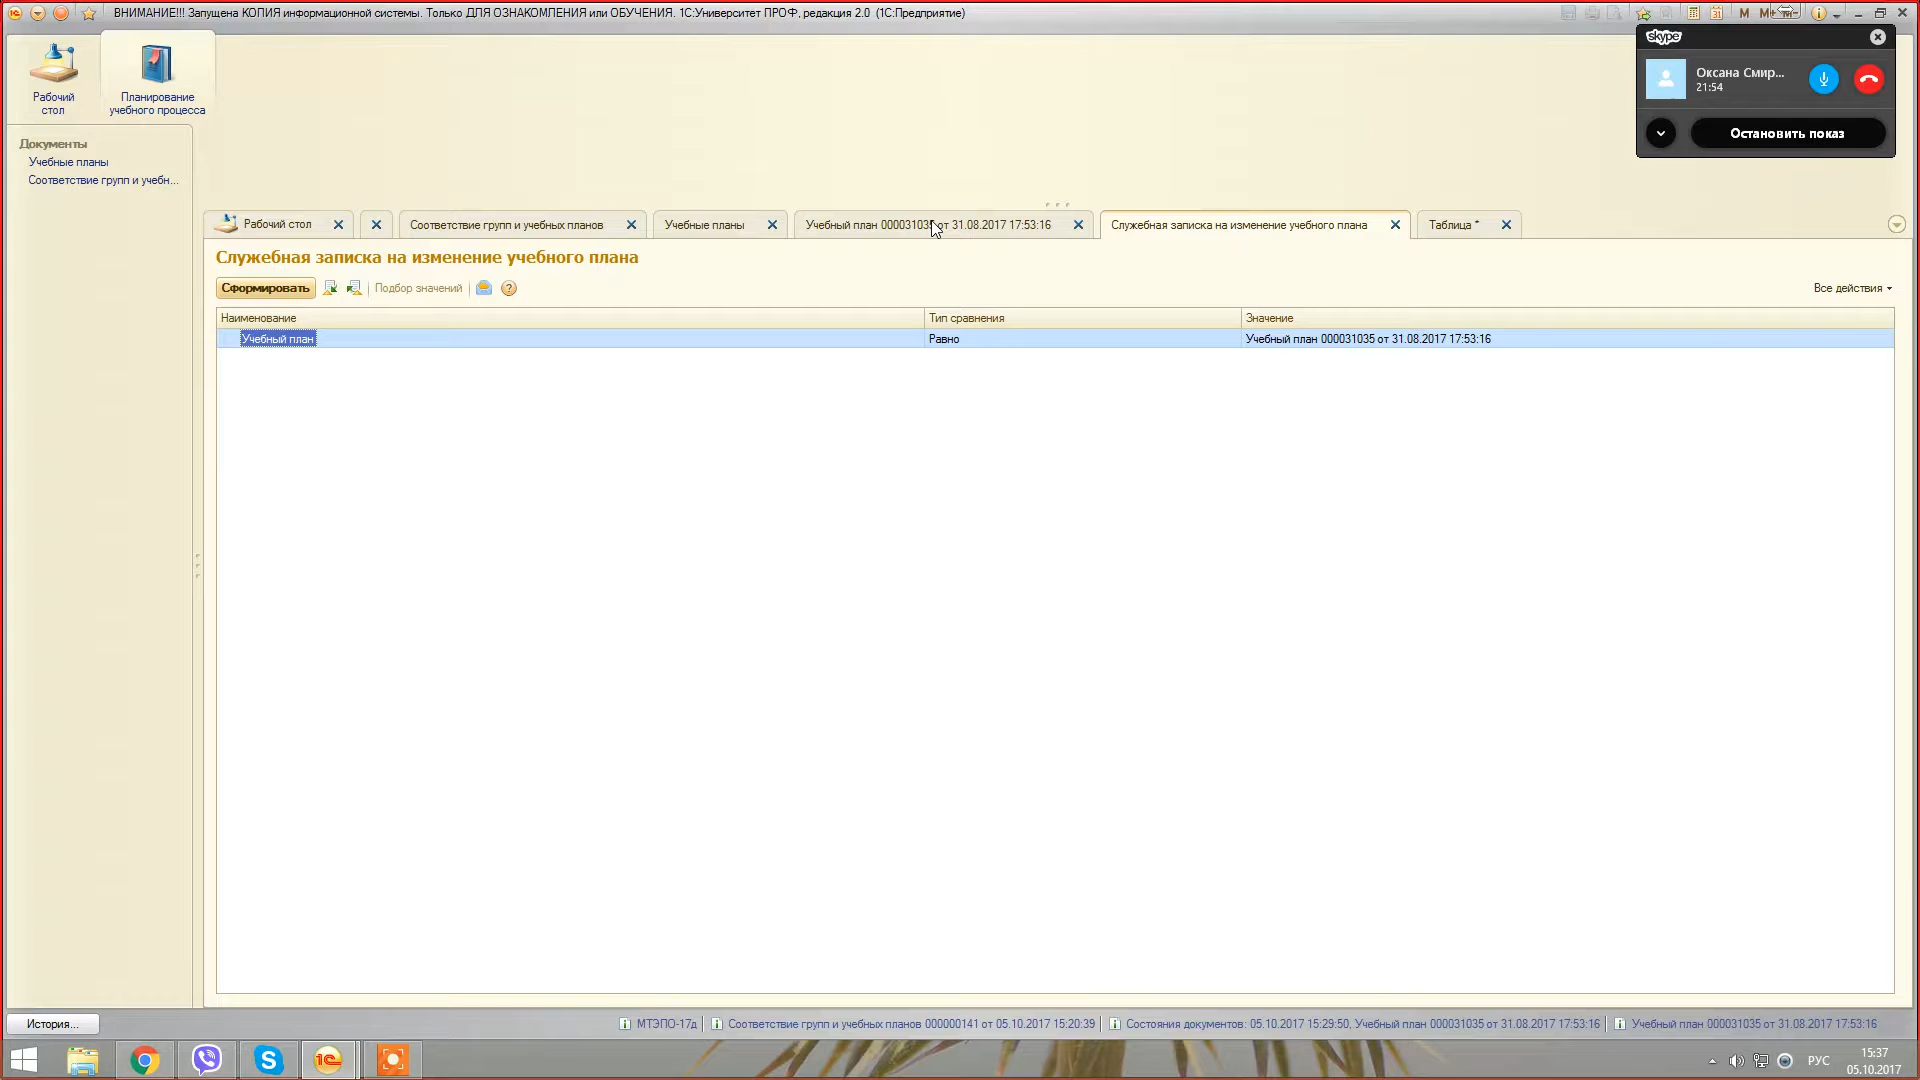 ВНИМАНИЕ!!! Запущена КОПИЯ информационной системы. Только ДЛЯ ОЗНАКОМЛЕНИЯ или ОБУЧЕНИЯ. 1С:Университет ПРОФ, редакция 2.0 (1С:Предприятие)
M M+ M-
skype
Оксана Смир...
21:54
Остановить показ
Рабочий
стол
Планирование
учебного процесса
Документы
Учебные планы
Соответствие групп и учебн...
Рабочий стол
Соответствие групп и учебных планов
Учебные планы
Учебный план 000031035 от 31.08.2017 17:53:16
Служебная записка на изменение учебного плана
Таблица *
Служебная записка на изменение учебного плана
Сформировать
Подбор значений
Все действия
Наименование
Тип сравнения
Значение
Учебный план
Равно
Учебный план 000031035 от 31.08.2017 17:53:16
История...
МТЭПО-17д
Соответствие групп и учебных планов 000000141 от 05.10.2017 15:20:39
Состояния документов: 05.10.2017 15:29:50, Учебный план 000031035 от 31.08.2017 17:53:16
Учебный план 000031035 от 31.08.2017 17:53:16
РУС
15:37
05.10.2017